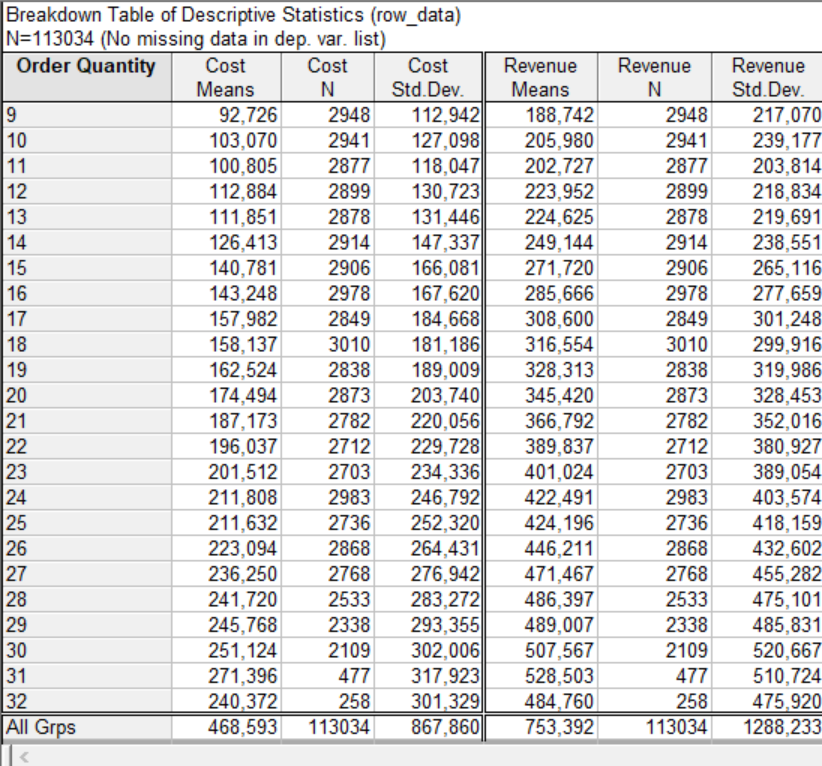 Breakdown Table of Descriptive Statistics (row_data)
N=113034 (No missing data in dep. var. list)
Order Quantity Cost Cost Cost Revenue Revenue Revenue
Means N Std.Dev. Means N Std.Dev.
9 92,726 2948 112,942 188,742 2948 217,070
10 103,070 2941 127,098 205,980 2941 239,177
11 100,805 2877 118,047 202,727 2877 203,814
12 112,884 2899 130,723 223,952 2899 218,834
13 111,851 2878 131,446 224,625 2878 219,691
14 126,413 2914 147,337 249,144 2914 238,551
15 140,781 2906 166,081 271,720 2906 265,116
16 143,248 2978 167,620 285,666 2978 277,659
17 157,982 2849 184,668 308,600 2849 301,248
18 158,137 3010 181,186 316,554 3010 299,916
19 162,524 2838 189,009 328,313 2838 319,986
20 174,494 2873 203,740 345,420 2873 328,453
21 187,173 2782 220,056 366,792 2782 352,016
22 196,037 2712 229,728 389,837 2712 380,927
23 201,512 2703 234,336 401,024 2703 389,054
24 211,808 2983 246,792 422,491 2983 403,574
25 211,632 2736 252,320 424,196 2736 418,159
26 223,094 2868 264,431 446,211 2868 432,602
27 236,250 2768 276,942 471,467 2768 455,282
28 241,720 2533 283,272 486,397 2533 475,101
29 245,768 2338 293,355 489,007 2338 485,831
30 251,124 2109 302,006 507,567 2109 520,667
31 271,396 477 317,923 528,503 477 510,724
32 240,372 258 301,329 484,760 258 475,920
All Grps 468,593 113034 867,860 753,392 113034 1288,233